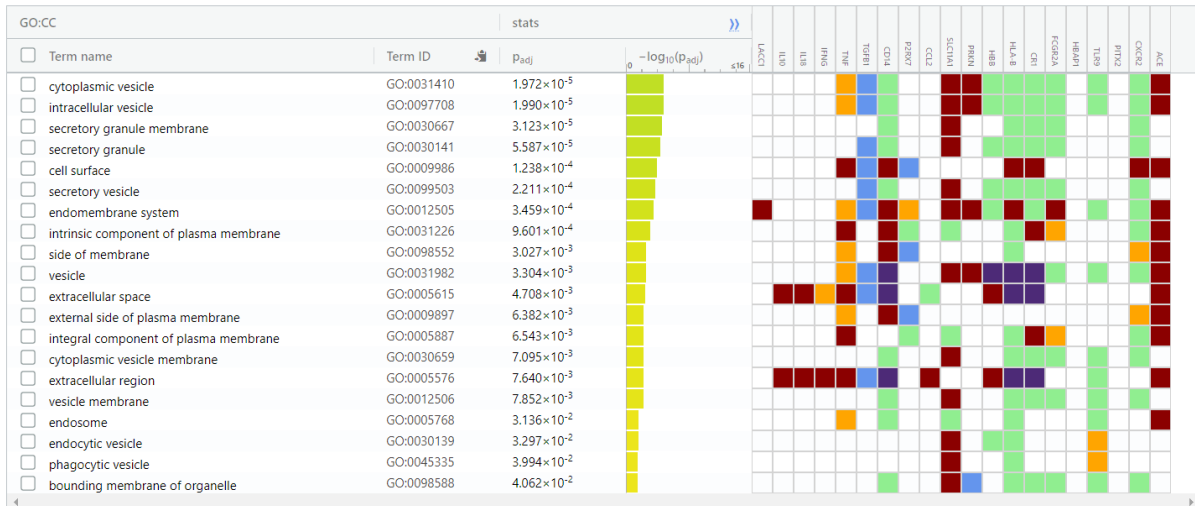 GO:CC stats »
Term name Term ID Padj −log10(padj) 0 ≤16 LACC1 IL10 IL18 IFNG TNF TGFB1 CD14 P2RX7 CCL2 SLC11A1 PRKN HBB HLA-B CR1 FCGR2A HBAP1 TLR9 PITX2 CXCR2 ACE
cytoplasmic vesicle GO:0031410 1.972×10⁻⁵
intracellular vesicle GO:0097708 1.990×10⁻⁵
secretory granule membrane GO:0030667 3.123×10⁻⁵
secretory granule GO:0030141 5.587×10⁻⁵
cell surface GO:0009986 1.238×10⁻⁴
secretory vesicle GO:0099503 2.211×10⁻⁴
endomembrane system GO:0012505 3.459×10⁻⁴
intrinsic component of plasma membrane GO:0031226 9.601×10⁻⁴
side of membrane GO:0098552 3.027×10⁻³
vesicle GO:0031982 3.304×10⁻³
extracellular space GO:0005615 4.708×10⁻³
external side of plasma membrane GO:0009897 6.382×10⁻³
integral component of plasma membrane GO:0005887 6.543×10⁻³
cytoplasmic vesicle membrane GO:0030659 7.095×10⁻³
extracellular region GO:0005576 7.640×10⁻³
vesicle membrane GO:0012506 7.852×10⁻³
endosome GO:0005768 3.136×10⁻²
endocytic vesicle GO:0030139 3.297×10⁻²
phagocytic vesicle GO:0045335 3.994×10⁻²
bounding membrane of organelle GO:0098588 4.062×10⁻²